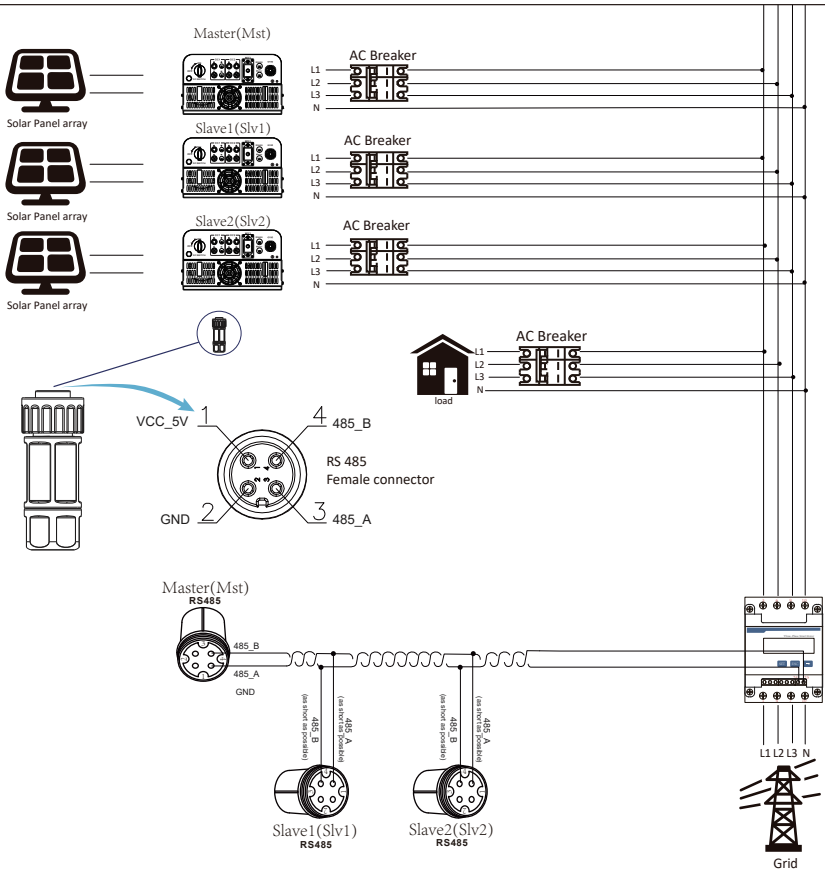 Master(Mst)
AC Breaker
L1
L2
L3
N
Solar Panel array
Slave1(Slv1)
AC Breaker
L1
L2
L3
N
Solar Panel array
Slave2(Slv2)
AC Breaker
L1
L2
L3
N
Solar Panel array
AC Breaker
L1
L2
L3
N
load
VCC_5V 1
4 485_B
RS 485
Female connector
GND 2
3 485_A
1
4
2
3
Master(Mst)
RS485
485_B
485_A
GND
485_B
(as short as possible)
485_A
(as short as possible)
485_B
(as short as possible)
485_A
(as short as possible)
Slave1(Slv1)
RS485
Slave2(Slv2)
RS485
L1 L2 L3 N
Grid